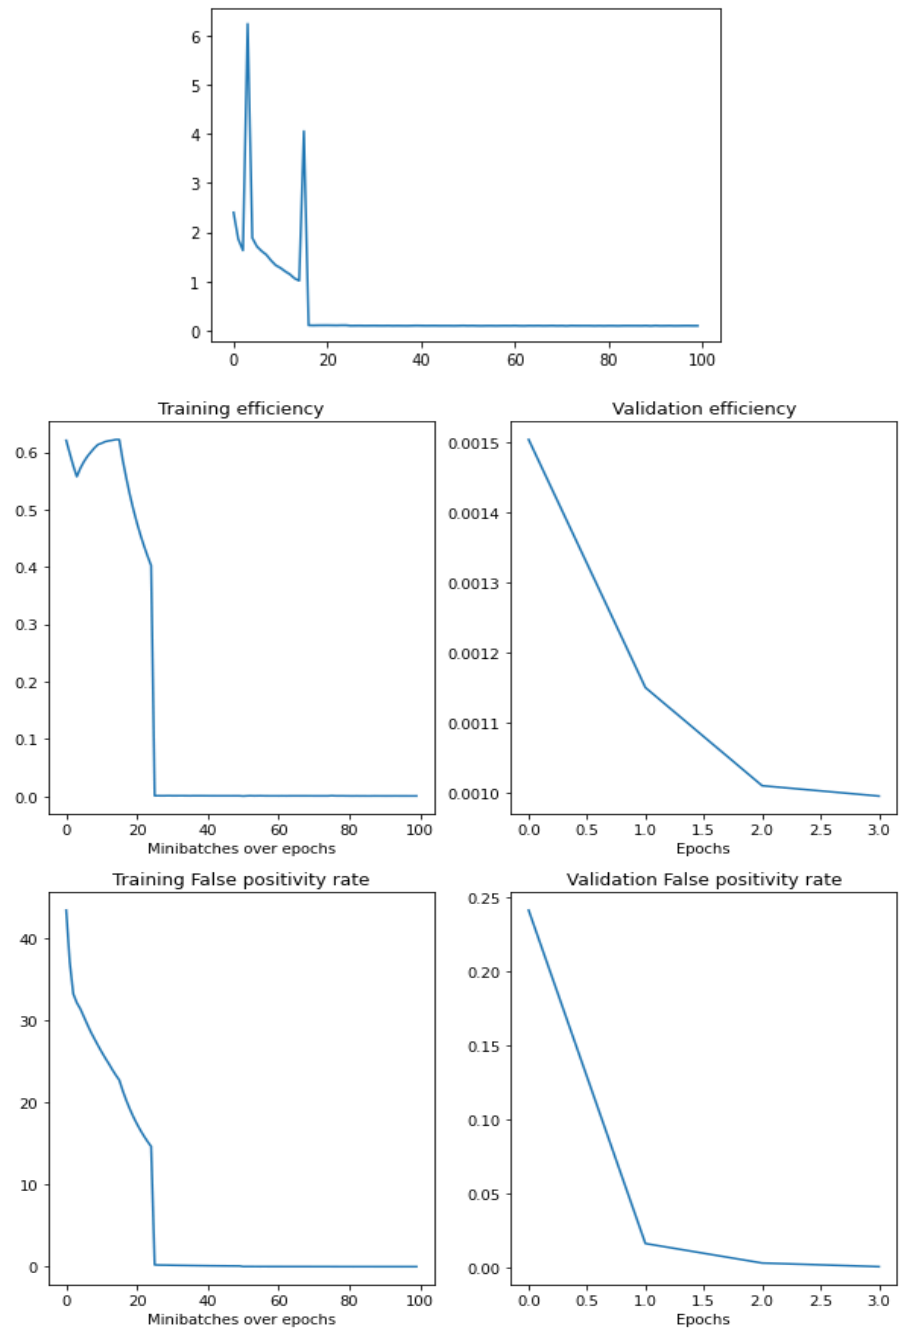 6
5
4
3
2
1
0
0 20 40 60 80 100
Training efficiency
0.6
0.5
0.4
0.3
0.2
0.1
0.0
0 20 40 60 80 100
Minibatches over epochs
Validation efficiency
0.0015
0.0014
0.0013
0.0012
0.0011
0.0010
0.0 0.5 1.0 1.5 2.0 2.5 3.0
Epochs
Training False positivity rate
40
30
20
10
0
0 20 40 60 80 100
Minibatches over epochs
Validation False positivity rate
0.25
0.20
0.15
0.10
0.05
0.00
0.0 0.5 1.0 1.5 2.0 2.5 3.0
Epochs